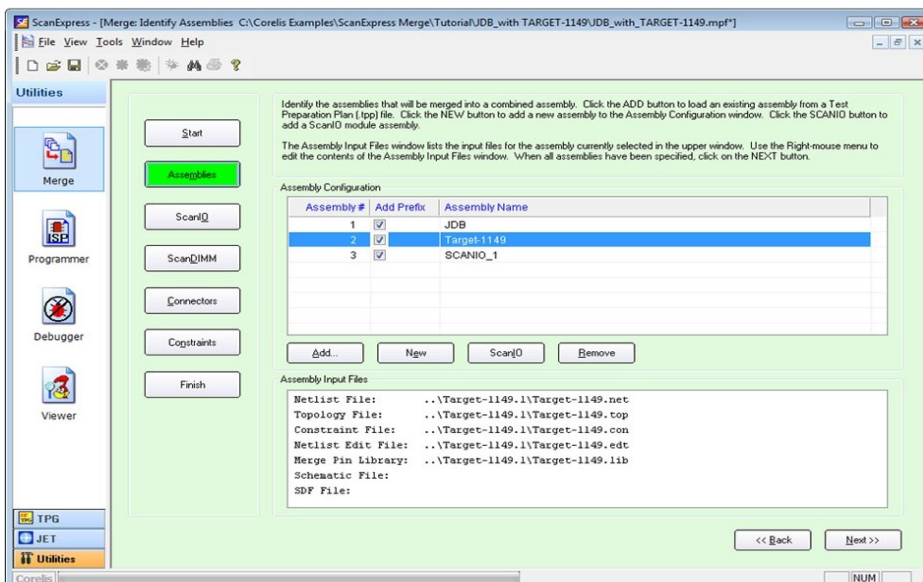 ScanExpress - [Merge: Identify Assemblies  C:\Corelis Examples\ScanExpress Merge\Tutorial\JDB_with TARGET-1149\JDB_with_TARGET-1149.mpf*]
File View Tools Window Help
Utilities
Merge
Programmer
Debugger
Viewer
TPG
JET
Utilities
Start
Assemblies
ScanIO
ScanDIMM
Connectors
Constraints
Finish
Identify the assemblies that will be merged into a combined assembly. Click the ADD button to load an existing assembly from a Test
Preparation Plan (.tpp) file. Click the NEW button to add a new assembly to the Assembly Configuration window. Click the SCANIO button to
add a ScanIO module assembly.
The Assembly Input Files window lists the input files for the assembly currently selected in the upper window. Use the Right-mouse menu to
edit the contents of the Assembly Input Files window. When all assemblies have been specified, click on the NEXT button.
Assembly Configuration
Assembly # Add Prefix Assembly Name
1 JDB
2 Target-1149
3 SCANIO_1
Add... New ScanIO Remove
Assembly Input Files
Netlist File: ..\Target-1149.1\Target-1149.net
Topology File: ..\Target-1149.1\Target-1149.top
Constraint File: ..\Target-1149.1\Target-1149.con
Netlist Edit File: ..\Target-1149.1\Target-1149.edt
Merge Pin Library: ..\Target-1149.1\Target-1149.lib
Schematic File:
SDF File:
<< Back Next >>
Corelis NUM